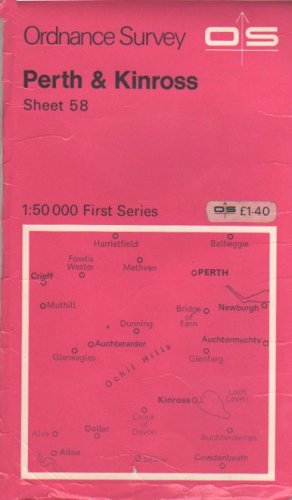 Ordnance Survey OS
Perth & Kinross
Sheet 58
1:50 000 First Series
OS £1·40
Harrietfield
Balbeggie
Fowlis
Wester
Methven
PERTH
Crieff
Muthill
Bridge
of
Earn
Newburgh
Dunning
Auchterarder
Auchtermuchty
Gleneagles
Glenfarg
Ochil Hills
Kinross
Loch
Leven
Crook
of
Devon
Dollar
Alva
Auchterderran
Alloa
Saline
Cowdenbeath